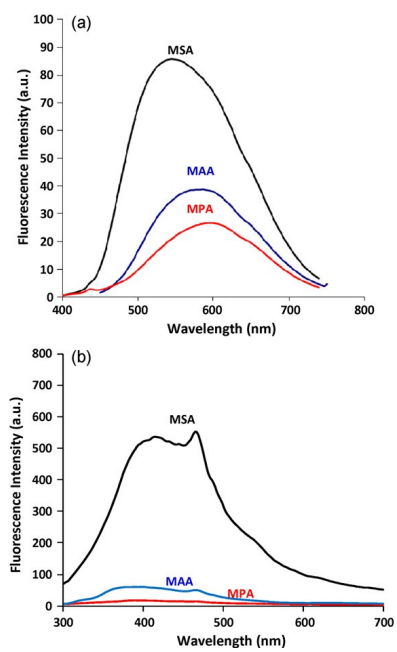 (a)
Fluorescence Intensity (a.u.)
100
90
80
70
60
50
40
30
20
10
0
MSA
MAA
MPA
400 500 600 700 800
Wavelength (nm)
(b)
Fluorescence Intensity (a.u.)
800
700
600
500
400
300
200
100
0
MSA
MAA
MPA
300 400 500 600 700
Wavelength (nm)